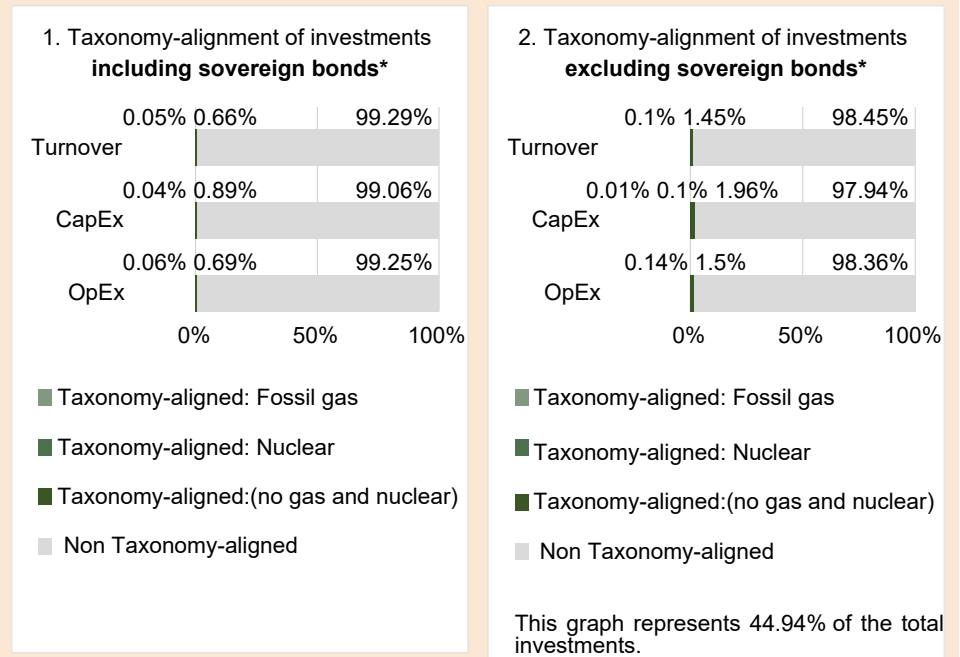 1. Taxonomy-alignment of investments
including sovereign bonds*
0.05% 0.66% 99.29%
Turnover
0.04% 0.89% 99.06%
CapEx
0.06% 0.69% 99.25%
OpEx
0% 50% 100%
Taxonomy-aligned: Fossil gas
Taxonomy-aligned: Nuclear
Taxonomy-aligned:(no gas and nuclear)
Non Taxonomy-aligned
2. Taxonomy-alignment of investments
excluding sovereign bonds*
0.1% 1.45% 98.45%
Turnover
0.01% 0.1% 1.96% 97.94%
CapEx
0.14% 1.5% 98.36%
OpEx
0% 50% 100%
Taxonomy-aligned: Fossil gas
Taxonomy-aligned: Nuclear
Taxonomy-aligned:(no gas and nuclear)
Non Taxonomy-aligned
This graph represents 44.94% of the total
investments.